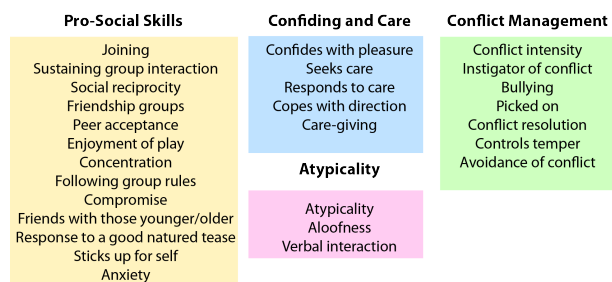 Pro-Social Skills
Joining
Sustaining group interaction
Social reciprocity
Friendship groups
Peer acceptance
Enjoyment of play
Concentration
Following group rules
Compromise
Friends with those younger/older
Response to a good natured tease
Sticks up for self
Anxiety
Confiding and Care
Confides with pleasure
Seeks care
Responds to care
Copes with direction
Care-giving
Atypicality
Atypicality
Aloofness
Verbal interaction
Conflict Management
Conflict intensity
Instigator of conflict
Bullying
Picked on
Conflict resolution
Controls temper
Avoidance of conflict